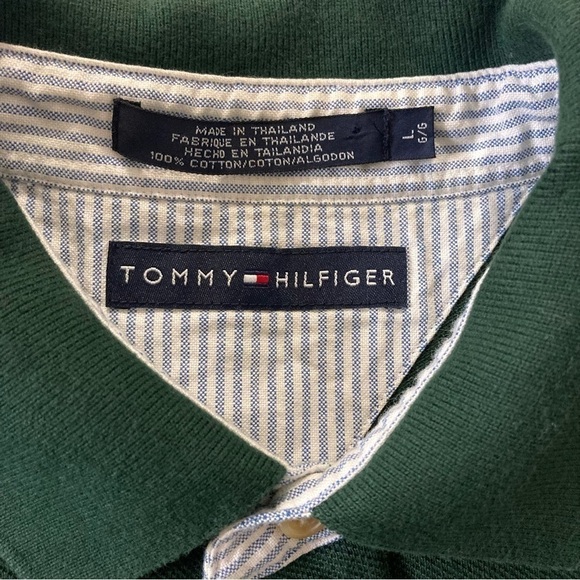 MADE IN THAILAND
FABRIQUE EN THAILANDE
HECHO EN TAILANDIA
100% COTTON/COTON/ALGODON
L
G/G
TOMMY HILFIGER